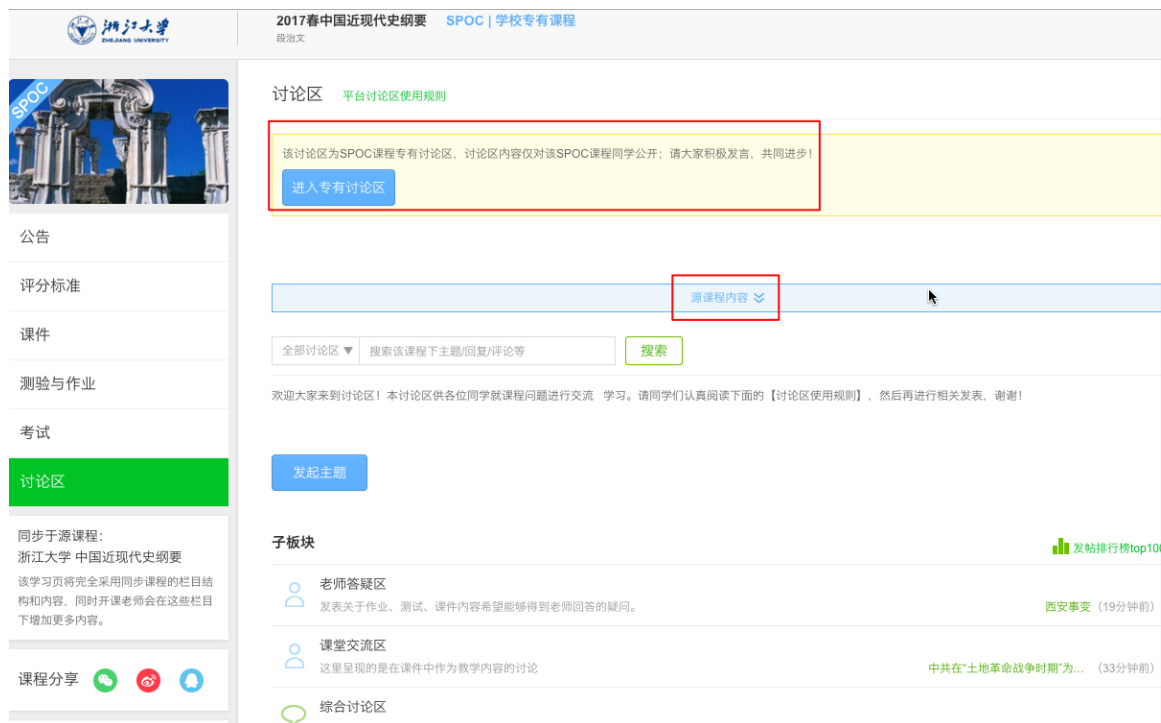 浙江大学
ZHEJIANG UNIVERSITY
2017春中国近现代史纲要 SPOC | 学校专有课程
段治文
SPOC
公告
评分标准
课件
测验与作业
考试
讨论区
同步于源课程：
浙江大学 中国近现代史纲要
该学习页将完全采用同步课程的栏目结
构和内容，同时开课老师会在这些栏目
下增加更多内容。
课程分享
讨论区 平台讨论区使用规则
该讨论区为SPOC课程专有讨论区、讨论区内容仅对该SPOC课程同学公开；请大家积极发言、共同进步！
进入专有讨论区
源课程内容
全部讨论区 ▼ 搜索该课程下主题/回复/评论等 搜索
欢迎大家来到讨论区！本讨论区供各位同学就课程问题进行交流 学习。请同学们认真阅读下面的【讨论区使用规则】，然后再进行相关发表，谢谢！
发起主题
子板块 发帖排行榜top100
老师答疑区
发表关于作业、测试、课件内容希望能够得到老师回答的疑问。 西安事变（19分钟前）
课堂交流区
这里呈现的是在课件中作为教学内容的讨论 中共在“土地革命战争时期”为... （33分钟前）
综合讨论区